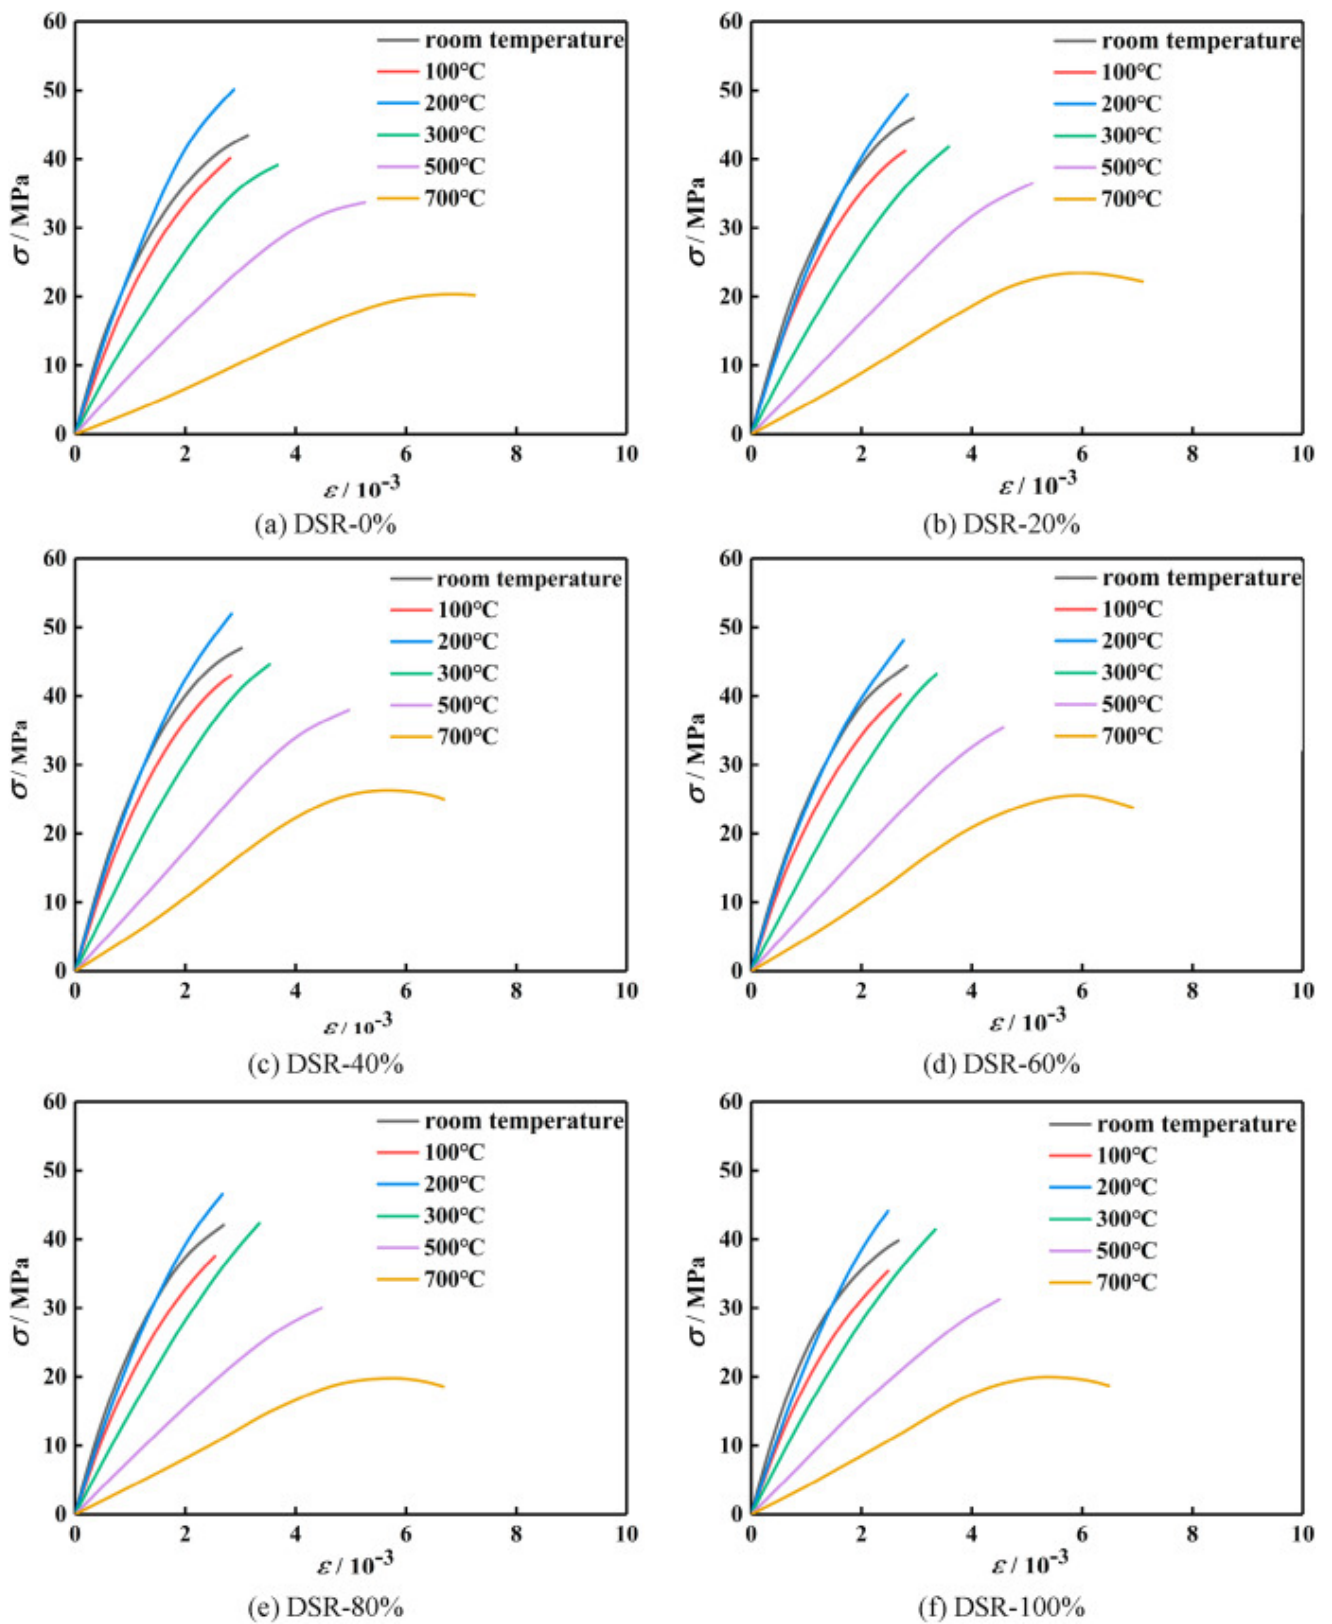 60
50
40
30
20
10
0
σ / MPa
room temperature
100°C
200°C
300°C
500°C
700°C
0 2 4 6 8 10
ε / 10⁻³
(a) DSR-0%
60
50
40
30
20
10
0
σ / MPa
room temperature
100°C
200°C
300°C
500°C
700°C
0 2 4 6 8 10
ε / 10⁻³
(b) DSR-20%
60
50
40
30
20
10
0
σ / MPa
room temperature
100°C
200°C
300°C
500°C
700°C
0 2 4 6 8 10
ε / 10⁻³
(c) DSR-40%
60
50
40
30
20
10
0
σ / MPa
room temperature
100°C
200°C
300°C
500°C
700°C
0 2 4 6 8 10
ε / 10⁻³
(d) DSR-60%
60
50
40
30
20
10
0
σ / MPa
room temperature
100°C
200°C
300°C
500°C
700°C
0 2 4 6 8 10
ε / 10⁻³
(e) DSR-80%
60
50
40
30
20
10
0
σ / MPa
room temperature
100°C
200°C
300°C
500°C
700°C
0 2 4 6 8 10
ε / 10⁻³
(f) DSR-100%